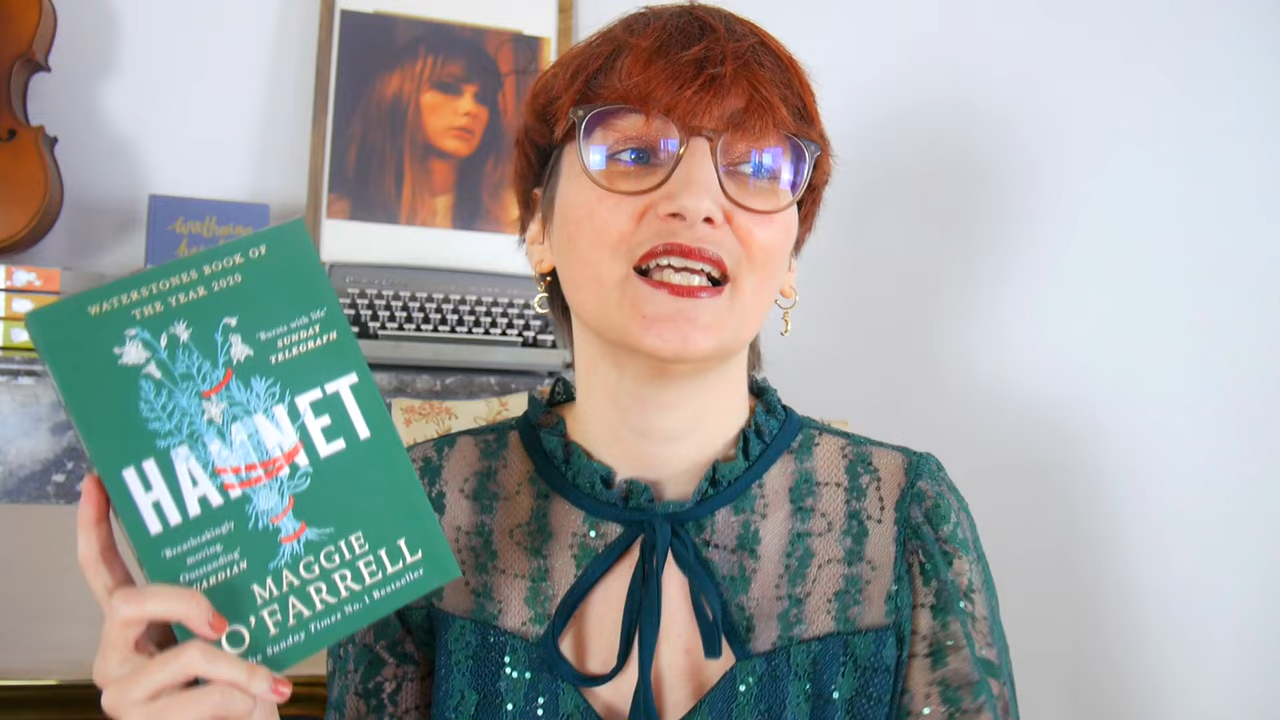 WATERSTONES BOOK OF
THE YEAR 2020
'Bursts with life'
SUNDAY
TELEGRAPH
HAMNET
'Breathtakingly
moving.
Outstanding'
MAGGIE
O'FARRELL
Sunday Times No. 1 Bestseller
wuthering